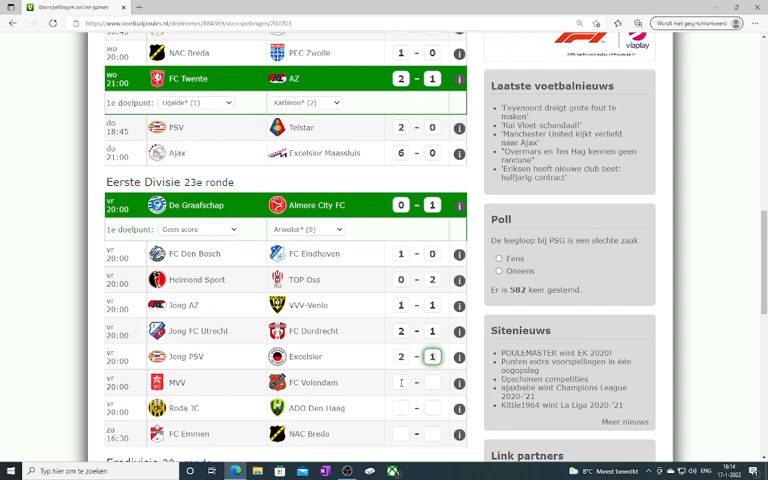 Voorspellingen online games
https://www.voetbalpoules.nl/deelnemer/884369/voorspellingen/202203
Wordt niet gesynchroniseerd
18:45
wo 20:00 NAC Breda PEC Zwolle 1 - 0
wo 21:00 FC Twente AZ 2 - 1
1e doelpunt: Ugalde* (1) Karlsson* (2)
do 18:45 PSV Telstar 2 - 0
do 21:00 Ajax Excelsior Maassluis 6 - 0
Eerste Divisie 23e ronde
vr 20:00 De Graafschap Almere City FC 0 - 1
1e doelpunt: Geen score Arweiler* (9)
vr 20:00 FC Den Bosch FC Eindhoven 1 - 0
vr 20:00 Helmond Sport TOP Oss 0 - 2
vr 20:00 Jong AZ VVV-Venlo 1 - 1
vr 20:00 Jong FC Utrecht FC Dordrecht 2 - 1
vr 20:00 Jong PSV Excelsior 2 - 1
vr 20:00 MVV FC Volendam -
vr 20:00 Roda JC ADO Den Haag -
za 16:30 FC Emmen NAC Breda -
viaplay
Laatste voetbalnieuws
'Feyenoord dreigt grote fout te
maken'
'Rai Vloet-schandaal!'
'Manchester United kijkt verliefd
naar Ajax'
"Overmars en Ten Hag kennen geen
rancune"
'Eriksen heeft nieuwe club beet:
halfjarig contract'
Poll
De leegloop bij PSG is een slechte zaak
Eens
Oneens
Er is 582 keer gestemd.
Sitenieuws
POULEMASTER wint EK 2020!
Punten extra voorspellingen in één
oogopslag
Opschonen competities
ajaxbabe wint Champions League
2020-'21
Kittie1964 wint La Liga 2020-'21
Meer nieuws
Link partners
Typ hier om te zoeken
8°C Meest bewolkt
16:14
17-1-2022